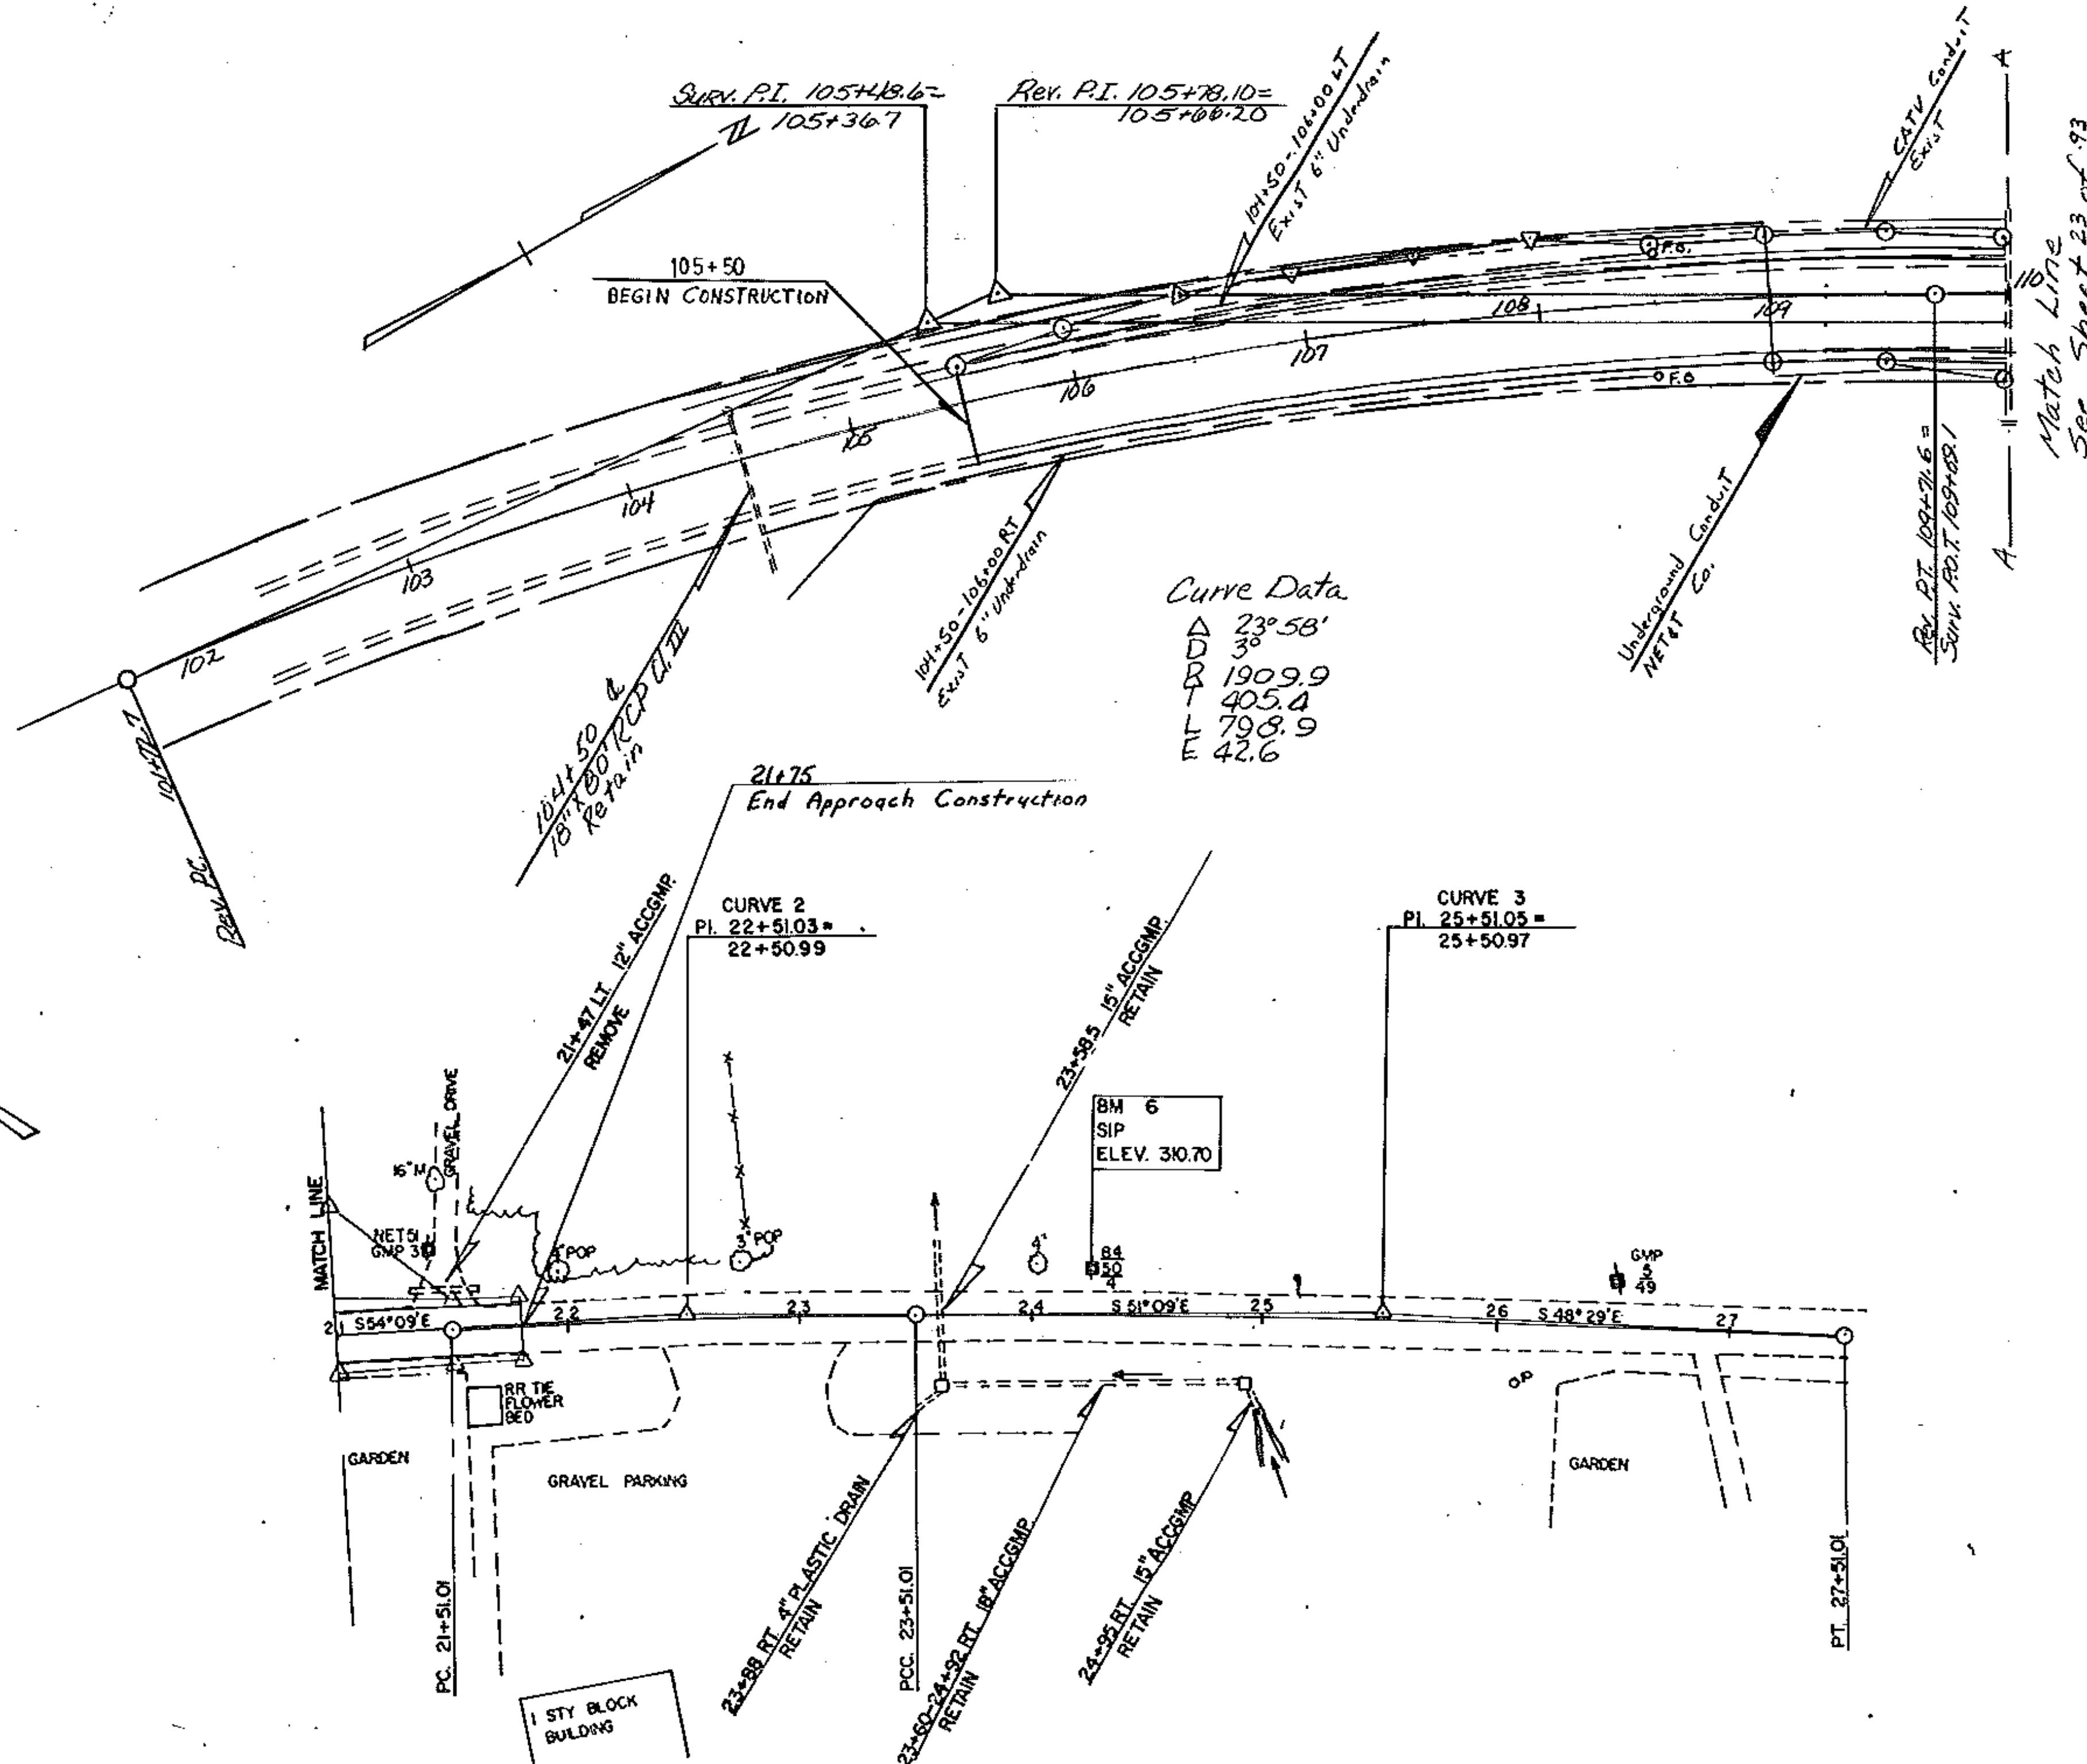 Surv. P.I. 105+48.6=
105+36.7
Rev. P.I. 105+78.10=
105+66.20
104+50-106+00 LT
Exist 6" Underdrain
CATV Conduit
Exist
A
Match Line
See Sheet 23 of 93
105+50
BEGIN CONSTRUCTION
102
103
104
105
106
107
108
109
110
F.O.
F.O
A
Rev. P.T. 109+71.6 =
Surv. P.O.T. 109+69.1
Underground Conduit
NET&T Co.
104+50-106+00 RT
Exist 6" Underdrain
104+50
18"X80' RCP Cl. III
Retain
Rev. P.C.
Curve Data
Δ 23°58'
D 3°
R 1909.9
T 405.4
L 798.9
E 42.6
21+75
End Approach Construction
CURVE 2
PI. 22+51.03=
22+50.99
CURVE 3
PI. 25+51.05=
25+50.97
21+47 LT. 12" ACCGMP.
REMOVE
23+58.5 15" ACCGMP.
RETAIN
BM 6
SIP
ELEV. 310.70
MATCH LINE
GRAVEL DRIVE
16" M
NET 51
GMP 3
POP
3" POP
4"
84
50
4
GMP
5
49
21
S54°09'E
22
23
24
S 51°09'E
25
26
S 48°29'E
27
RR TIE
FLOWER
BED
GARDEN
GRAVEL PARKING
GARDEN
PC. 21+51.01
23+88 RT. 4" PLASTIC DRAIN
RETAIN
PCC. 23+51.01
23+60-24+92 RT. 18" ACCGMP.
RETAIN
24+95 RT. 15" ACCGMP
RETAIN
PT. 27+51.01
1 STY BLOCK
BUILDING